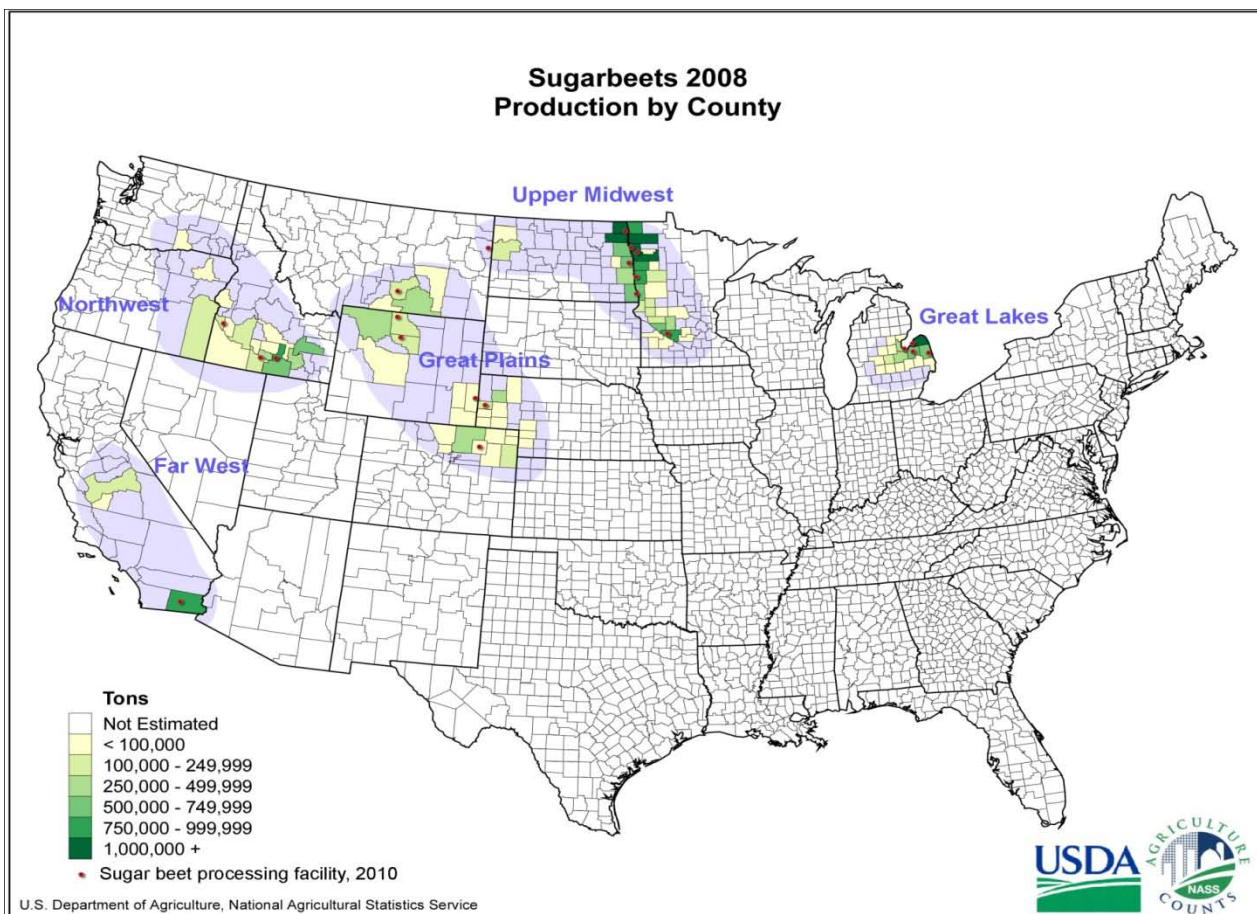 Sugarbeets 2008
Production by County
Upper Midwest
Northwest
Great Lakes
Great Plains
Far West
Tons
Not Estimated
< 100,000
100,000 - 249,999
250,000 - 499,999
500,000 - 749,999
750,000 - 999,999
1,000,000 +
Sugar beet processing facility, 2010
U.S. Department of Agriculture, National Agricultural Statistics Service
USDA
AGRICULTURE
NASS
COUNTS